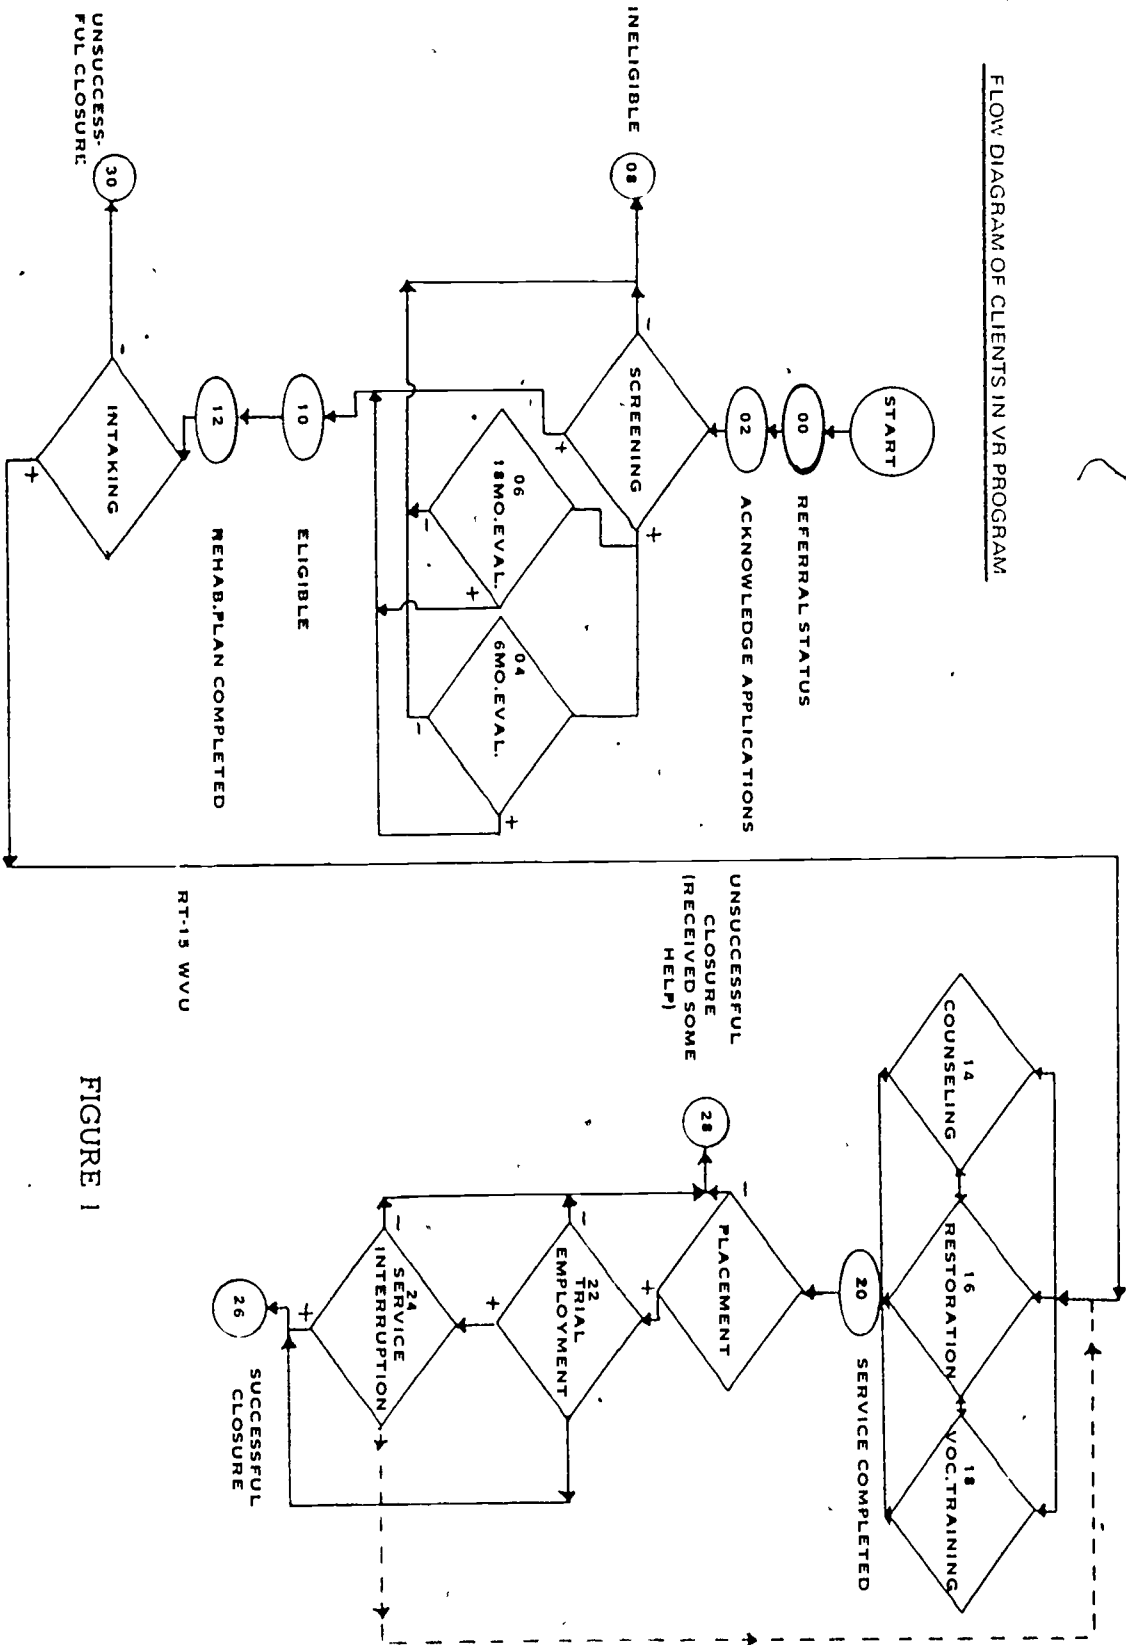 FLOW DIAGRAM OF CLIENTS IN VR PROGRAM
START
00
REFERRAL STATUS
02
ACKNOWLEDGE APPLICATIONS
INELIGIBLE
08
-
SCREENING
+
+
06
18MO.EVAL.
-
+
04
6MO.EVAL.
-
+
10
ELIGIBLE
12
REHAB.PLAN COMPLETED
UNSUCCESS-
FUL CLOSURE
30
-
INTAKING
+
14
COUNSELING
16
RESTORATION
18
VOC.TRAINING
20
SERVICE COMPLETED
UNSUCCESSFUL
CLOSURE
(RECEIVED SOME
HELP)
28
-
PLACEMENT
+
-
22
TRIAL
EMPLOYMENT
+
-
24
SERVICE
INTERRUPTION
+
26
SUCCESSFUL
CLOSURE
RT-15 WVU
FIGURE 1